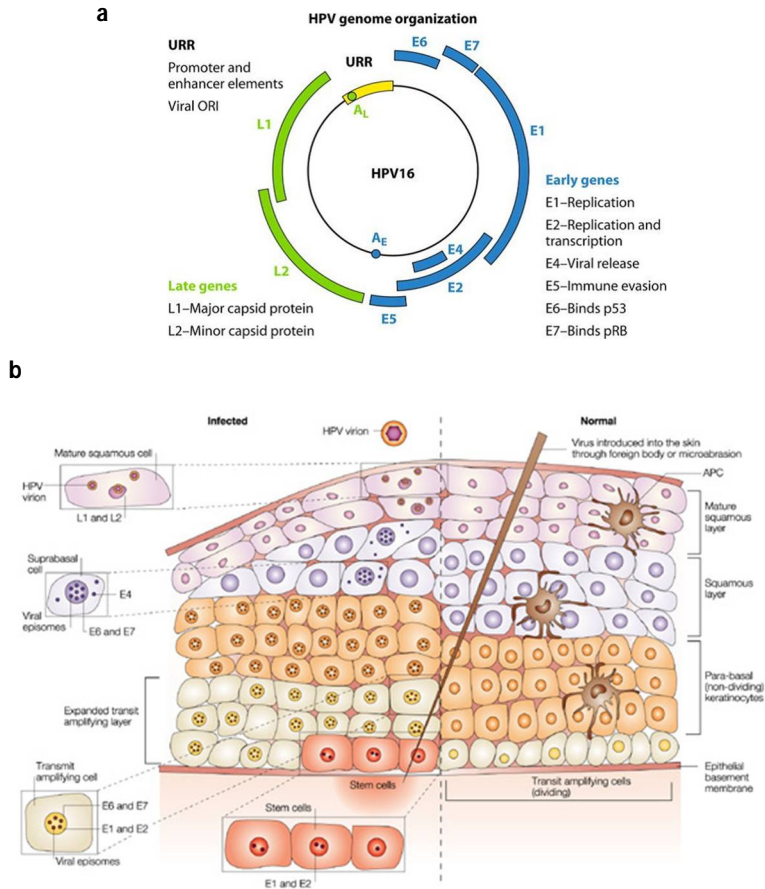 a
HPV genome organization
URR
Promoter and
enhancer elements
Viral ORI
URR
E6
E7
A_L
L1
E1
HPV16
A_E
E4
L2
E2
E5
Early genes
E1–Replication
E2–Replication and
transcription
E4–Viral release
E5–Immune evasion
E6–Binds p53
E7–Binds pRB
Late genes
L1–Major capsid protein
L2–Minor capsid protein
b
Infected
Normal
HPV virion
Virus introduced into the skin
through foreign body or microabrasion
Mature squamous cell
APC
HPV
virion
L1 and L2
Mature
squamous
layer
Suprabasal
cell
E4
Viral
episomes
E6 and E7
Squamous
layer
Para-basal
(non-dividing)
keratinocytes
Expanded transit
amplifying layer
Transmit
amplifying cell
E6 and E7
E1 and E2
Viral episomes
Stem cells
Transit amplifying cells
(dividing)
Epithelial
basement
membrane
Stem cells
E1 and E2